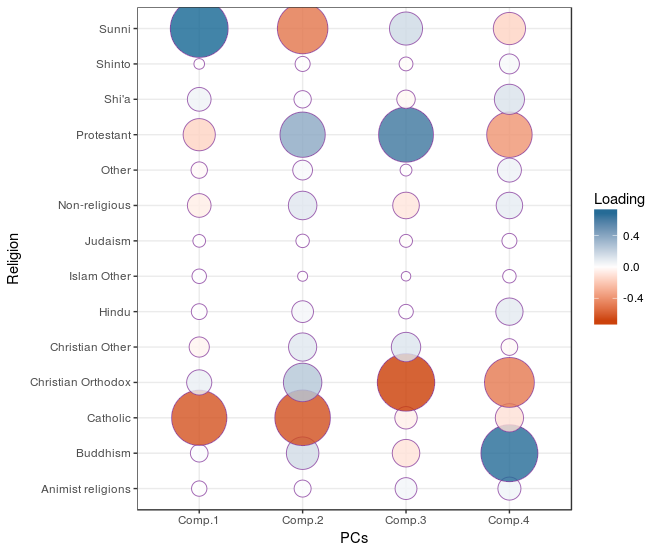 Sunni
Shinto
Shi'a
Protestant
Other
Non-religious
Judaism
Islam Other
Hindu
Christian Other
Christian Orthodox
Catholic
Buddhism
Animist religions
Religion
Comp.1 Comp.2 Comp.3 Comp.4
PCs
Loading
0.4
0.0
-0.4